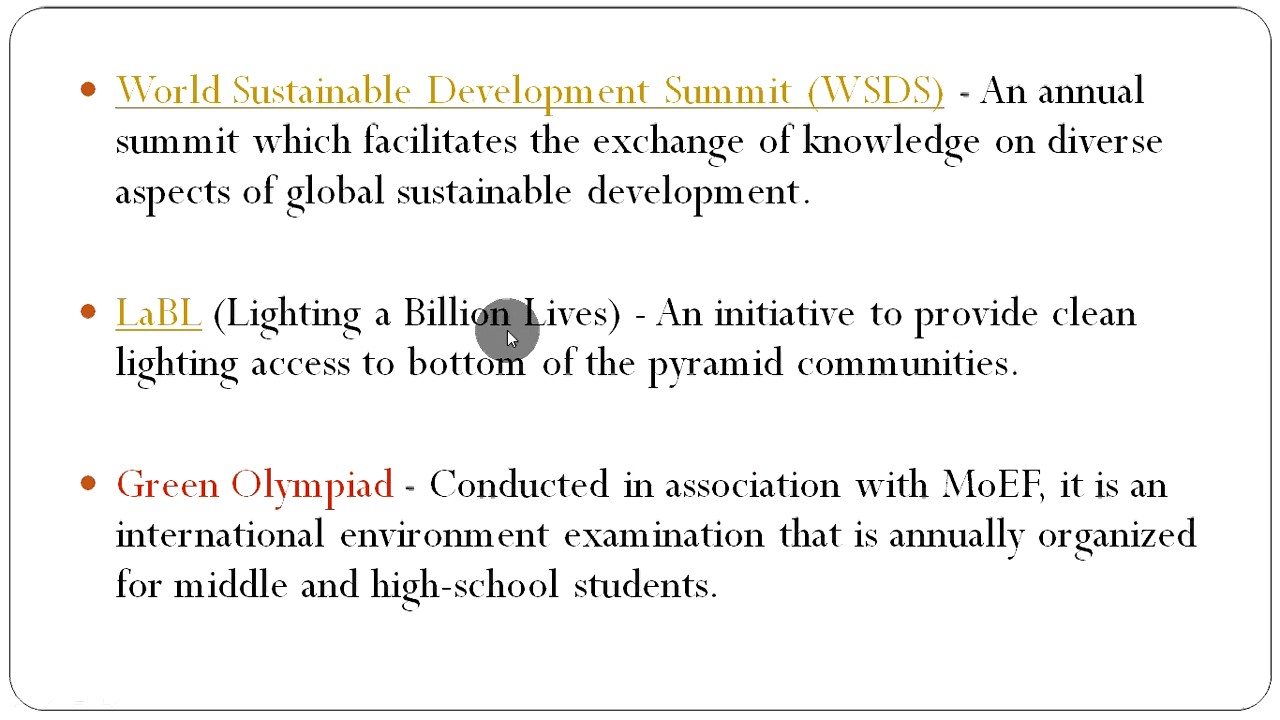 • World Sustainable Development Summit (WSDS) - An annual
summit which facilitates the exchange of knowledge on diverse
aspects of global sustainable development.
• LaBL (Lighting a Billion Lives) - An initiative to provide clean
lighting access to bottom of the pyramid communities.
• Green Olympiad - Conducted in association with MoEF, it is an
international environment examination that is annually organized
for middle and high-school students.